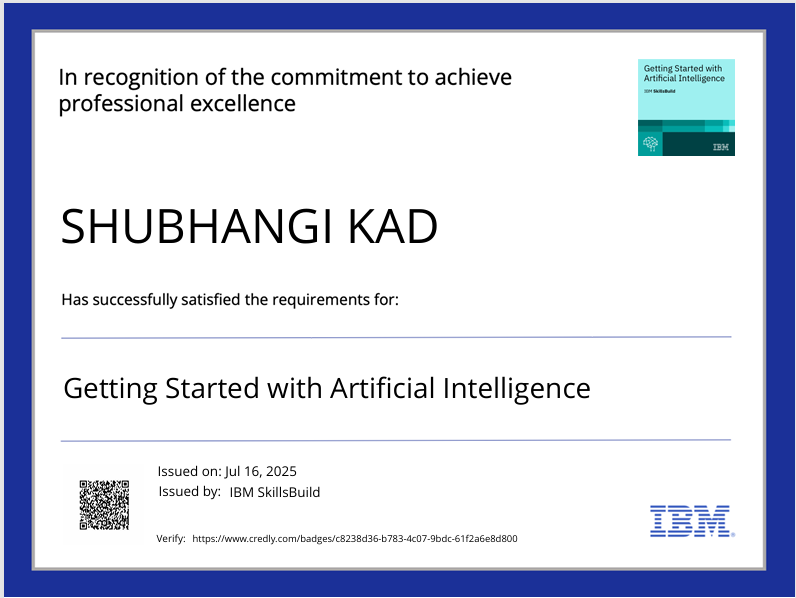 In recognition of the commitment to achieve
professional excellence
Getting Started with
Artificial Intelligence
IBM SkillsBuild
IBM
SHUBHANGI KAD
Has successfully satisfied the requirements for:
Getting Started with Artificial Intelligence
Issued on: Jul 16, 2025
Issued by: IBM SkillsBuild
Verify: https://www.credly.com/badges/c8238d36-b783-4c07-9bdc-61f2a6e8d800
IBM®